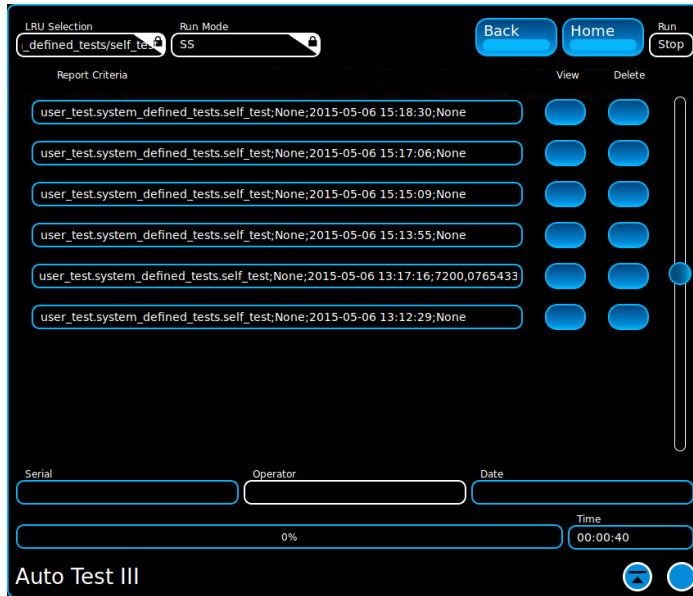 LRU Selection
Run Mode
Back
Home
Run
_defined_tests/self_test
SS
Stop
Report Criteria
View
Delete
user_test.system_defined_tests.self_test;None;2015-05-06 15:18:30;None
user_test.system_defined_tests.self_test;None;2015-05-06 15:17:06;None
user_test.system_defined_tests.self_test;None;2015-05-06 15:15:09;None
user_test.system_defined_tests.self_test;None;2015-05-06 15:13:55;None
user_test.system_defined_tests.self_test;None;2015-05-06 13:17:16;7200,0765433
user_test.system_defined_tests.self_test;None;2015-05-06 13:12:29;None
Serial
Operator
Date
Time
0%
00:00:40
Auto Test III